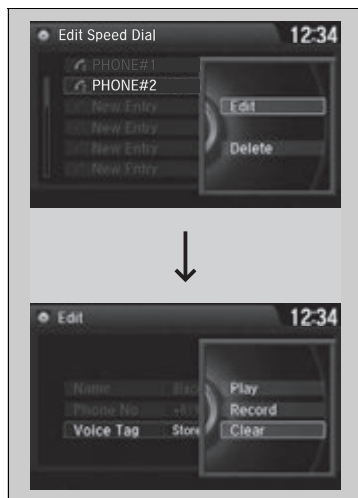 Edit Speed Dial 12:34
PHONE#1
PHONE#2
New Entry
New Entry
New Entry
New Entry
Edit
Delete
Edit 12:34
Name
Phone No
Voice Tag Store
Play
Record
Clear